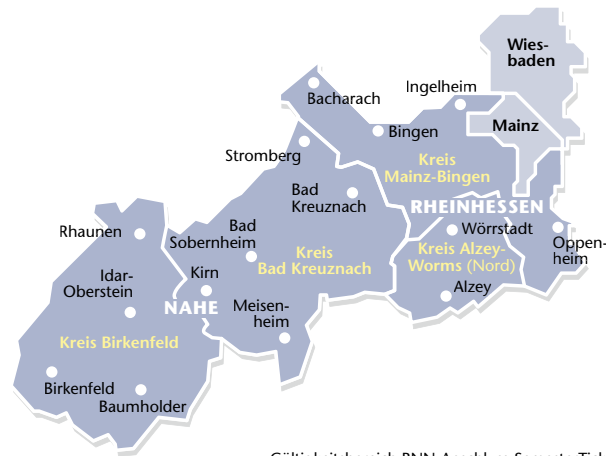 Wies-
baden
Ingelheim
Bacharach
Mainz
Bingen
Stromberg
Kreis
Mainz-Bingen
Bad
Kreuznach
RHEINHESSEN
Rhaunen
Bad
Sobernheim
Wörrstadt
Oppen-
heim
Kreis
Bad Kreuznach
Kreis Alzey-
Worms (Nord)
Idar-
Oberstein
Kirn
Alzey
NAHE
Meisen-
heim
Kreis Birkenfeld
Birkenfeld
Baumholder